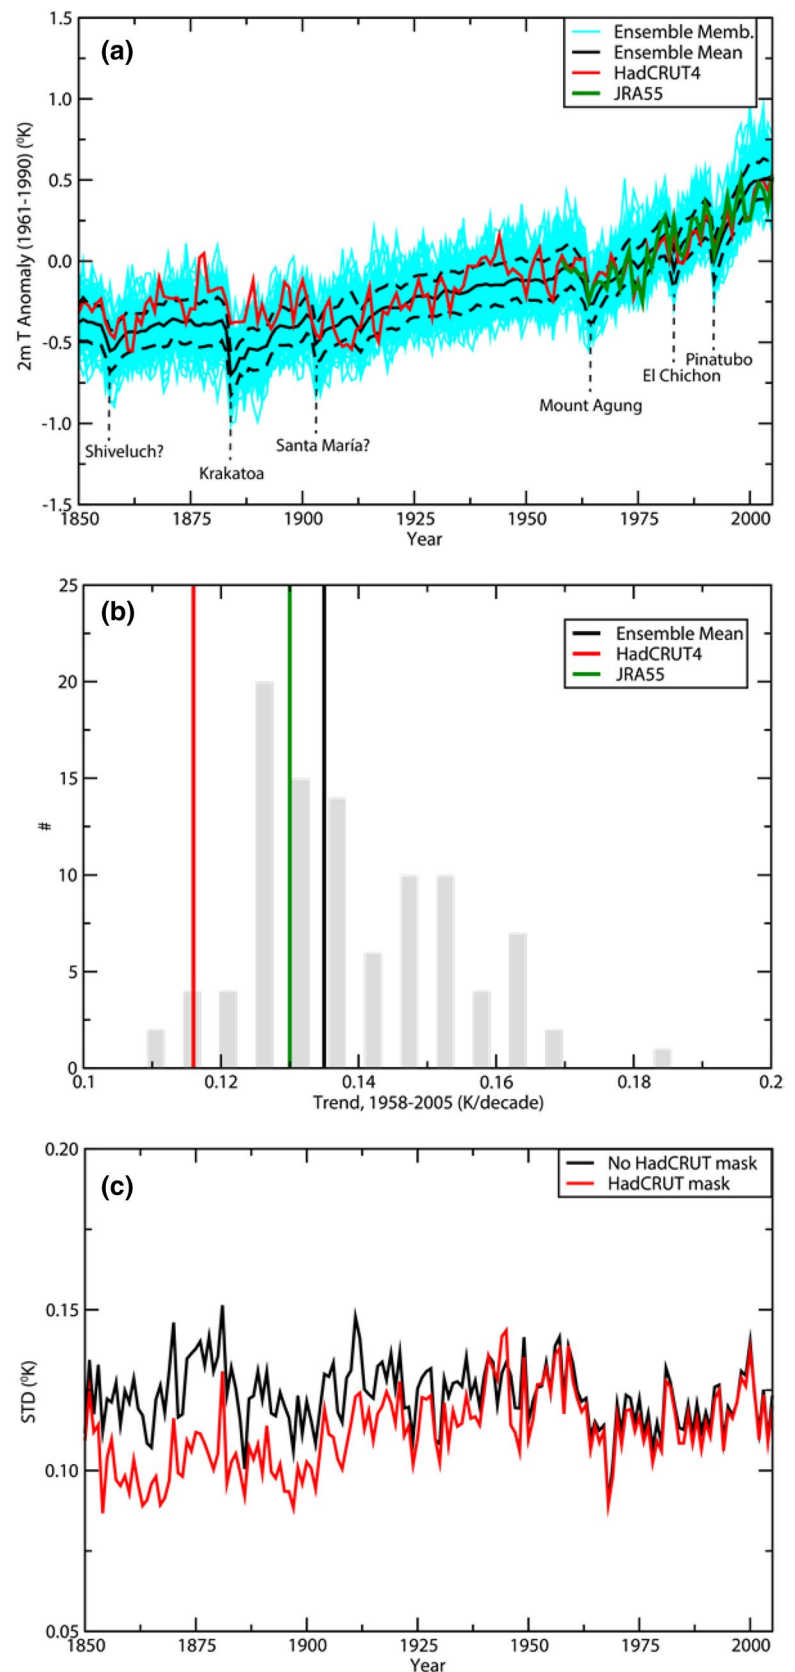 1.5
(a)
Ensemble Memb.
Ensemble Mean
HadCRUT4
JRA55
1.0
0.5
0.0
-0.5
-1.0
-1.5
2m T Anomaly (1961-1990) (⁰K)
Shiveluch?
Krakatoa
Santa María?
Mount Agung
El Chichon
Pinatubo
1850 1875 1900 1925 1950 1975 2000
Year
25
(b)
Ensemble Mean
HadCRUT4
JRA55
20
15
10
5
0
#
0.1 0.12 0.14 0.16 0.18 0.2
Trend, 1958-2005 (K/decade)
0.20
(c)
No HadCRUT mask
HadCRUT mask
0.15
0.10
0.05
STD (⁰K)
1850 1875 1900 1925 1950 1975 2000
Year